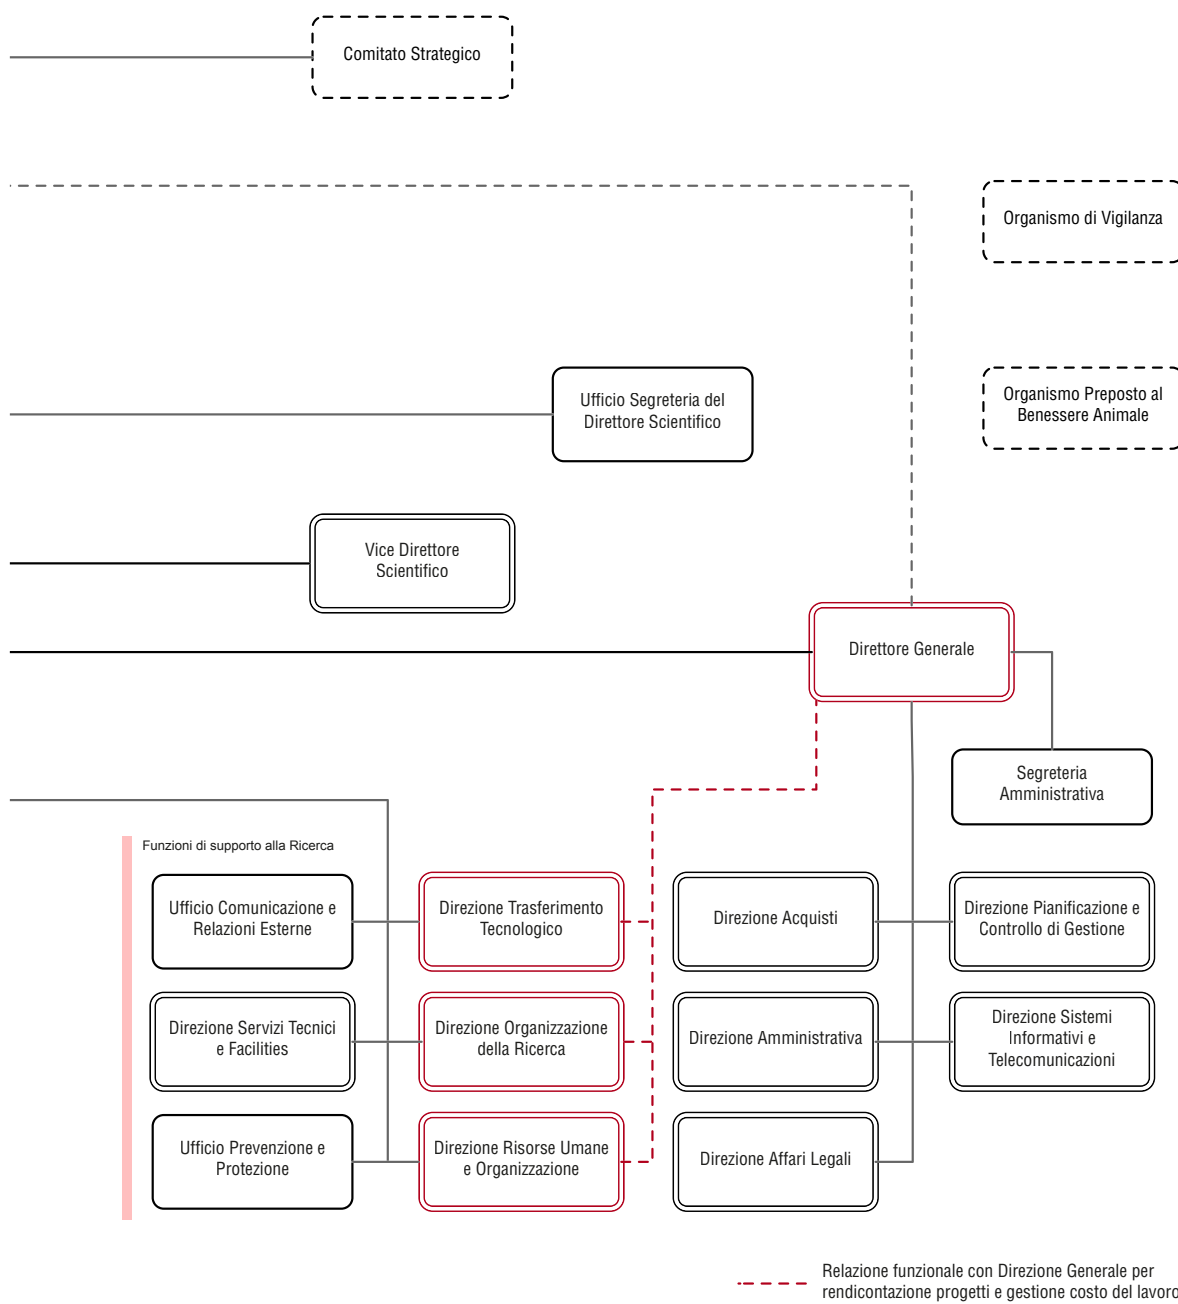 Comitato Strategico
Organismo di Vigilanza
Ufficio Segreteria del
Direttore Scientifico
Organismo Preposto al
Benessere Animale
Vice Direttore
Scientifico
Direttore Generale
Segreteria
Amministrativa
Funzioni di supporto alla Ricerca
Ufficio Comunicazione e
Relazioni Esterne
Direzione Trasferimento
Tecnologico
Direzione Acquisti
Direzione Pianificazione e
Controllo di Gestione
Direzione Servizi Tecnici
e Facilities
Direzione Organizzazione
della Ricerca
Direzione Amministrativa
Direzione Sistemi
Informativi e
Telecomunicazioni
Ufficio Prevenzione e
Protezione
Direzione Risorse Umane
e Organizzazione
Direzione Affari Legali
Relazione funzionale con Direzione Generale per
rendicontazione progetti e gestione costo del lavoro